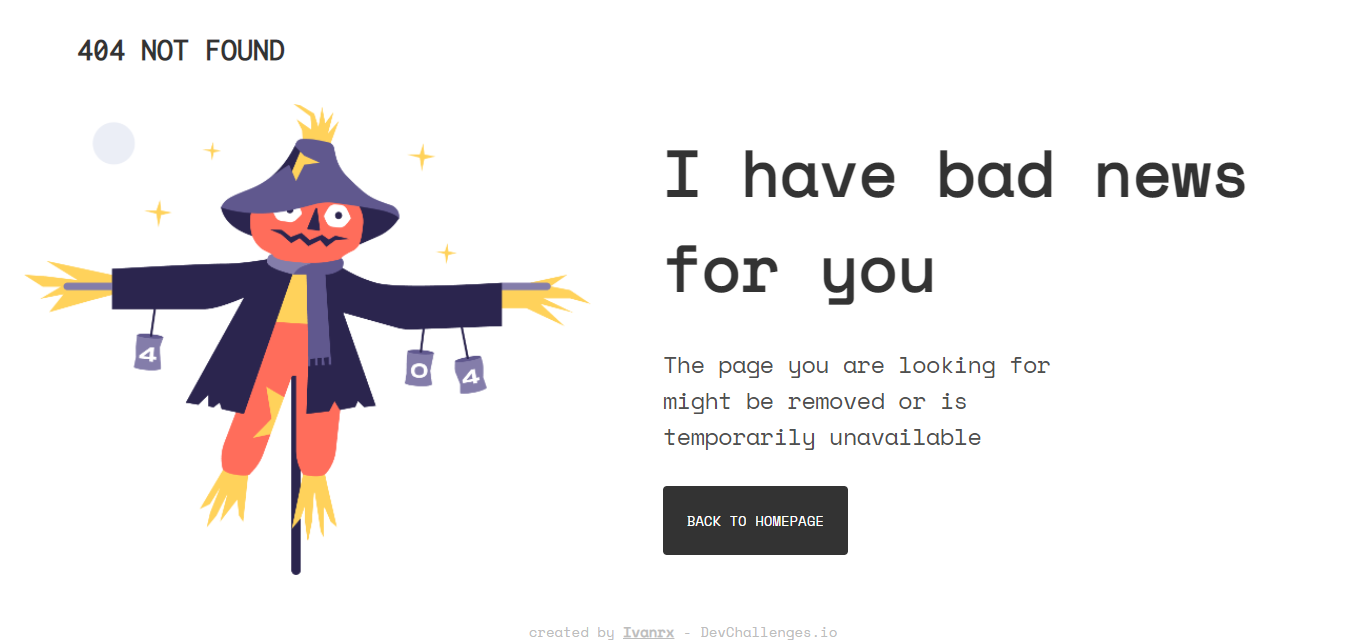 404 NOT FOUND
I have bad news
for you
4
0
4
The page you are looking for
might be removed or is
temporarily unavailable
BACK TO HOMEPAGE
created by Ivanrx - DevChallenges.io